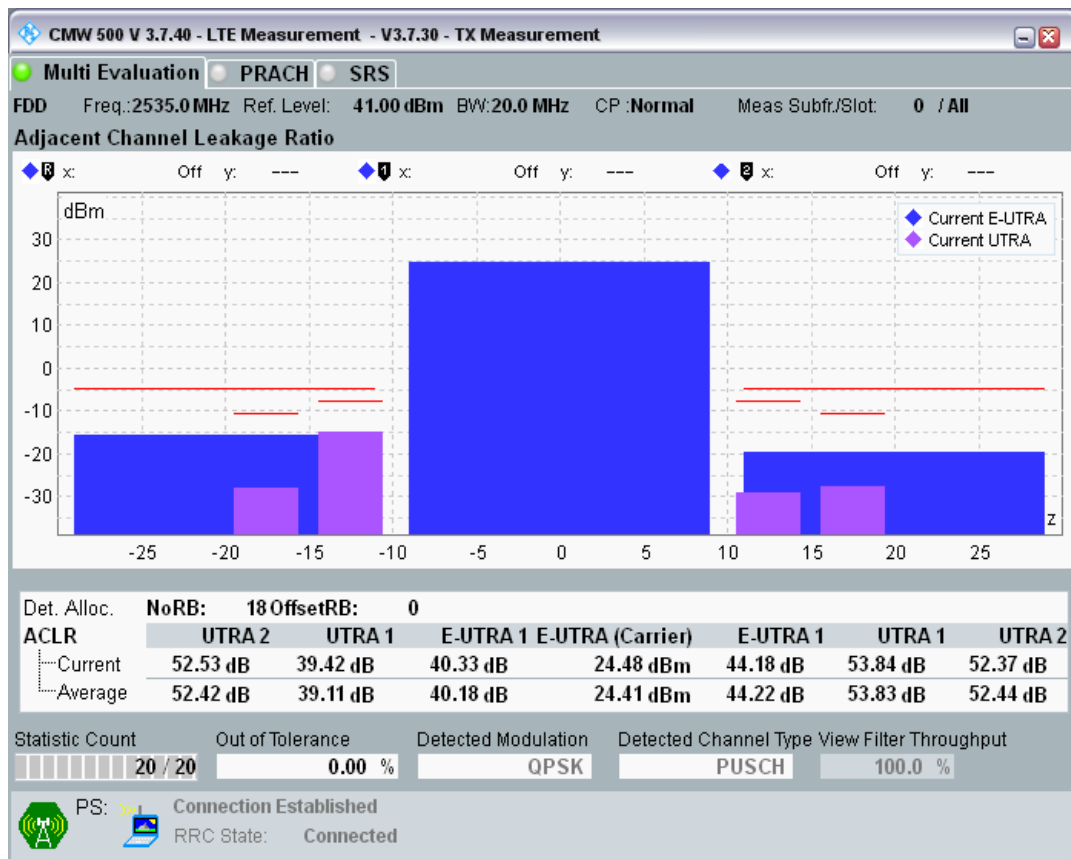 CMW 500 V 3.7.40 - LTE Measurement - V3.7.30 - TX Measurement
Multi Evaluation PRACH SRS
FDD Freq.:2535.0 MHz Ref. Level: 41.00 dBm BW:20.0 MHz CP :Normal Meas Subfr./Slot: 0 / All
Adjacent Channel Leakage Ratio
R x: Off y: --- 1 x: Off y: --- 2 x: Off y: ---
dBm
Current E-UTRA
Current UTRA
30
20
10
0
-10
-20
-30
z
-25 -20 -15 -10 -5 0 5 10 15 20 25
Det. Alloc. NoRB: 18 OffsetRB: 0
ACLR UTRA 2 UTRA 1 E-UTRA 1 E-UTRA (Carrier) E-UTRA 1 UTRA 1 UTRA 2
Current 52.53 dB 39.42 dB 40.33 dB 24.48 dBm 44.18 dB 53.84 dB 52.37 dB
Average 52.42 dB 39.11 dB 40.18 dB 24.41 dBm 44.22 dB 53.83 dB 52.44 dB
Statistic Count Out of Tolerance Detected Modulation Detected Channel Type View Filter Throughput
20 / 20 0.00 % QPSK PUSCH 100.0 %
PS: Connection Established
RRC State: Connected